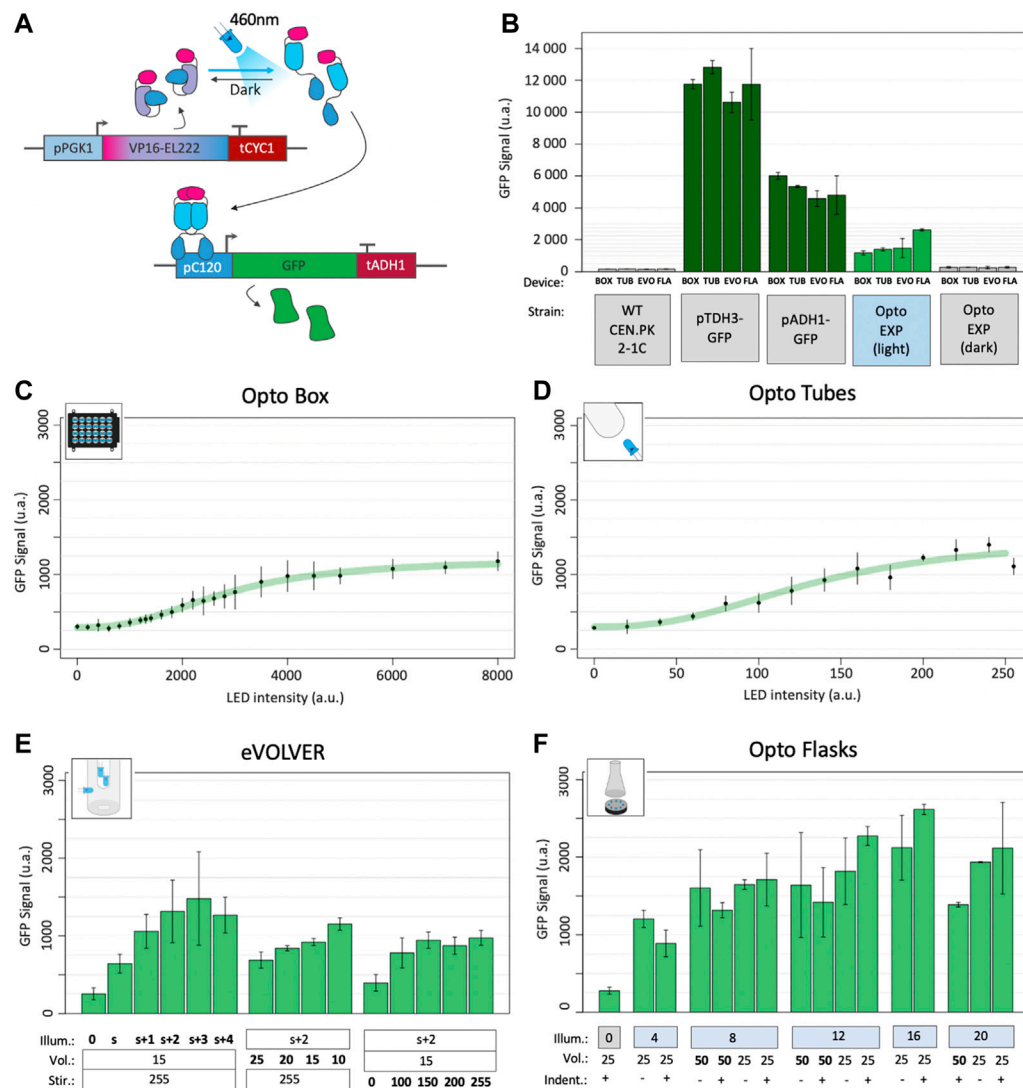 A
460nm
Dark
pPGK1 VP16-EL222 tCYC1
pC120 GFP tADH1
B
GFP Signal (u.a.)
14 000
12 000
10 000
8 000
6 000
4 000
2 000
0
Device: BOX TUB EVO FLA BOX TUB EVO FLA BOX TUB EVO FLA BOX TUB EVO FLA BOX TUB EVO FLA
Strain:
WT CEN.PK 2-1C
pTDH3-GFP
pADH1-GFP
Opto EXP (light)
Opto EXP (dark)
C
Opto Box
GFP Signal (u.a.)
3000
2000
1000
0
0 2000 4000 6000 8000
LED intensity (a.u.)
D
Opto Tubes
GFP Signal (u.a.)
3000
2000
1000
0
0 50 100 150 200 250
LED intensity (a.u.)
E
eVOLVER
GFP Signal (u.a.)
3000
2000
1000
0
Illum.: 0 s s+1 s+2 s+3 s+4 s+2 s+2
Vol.: 15 25 20 15 10 15
Stir.: 255 255 0 100 150 200 255
F
Opto Flasks
GFP Signal (u.a.)
3000
2000
1000
0
Illum.: 0 4 8 12 16 20
Vol.: 25 25 25 50 50 25 25 50 50 25 25 25 25 50 25 25
Indent.: + - + - + - + - + - + - + + - +